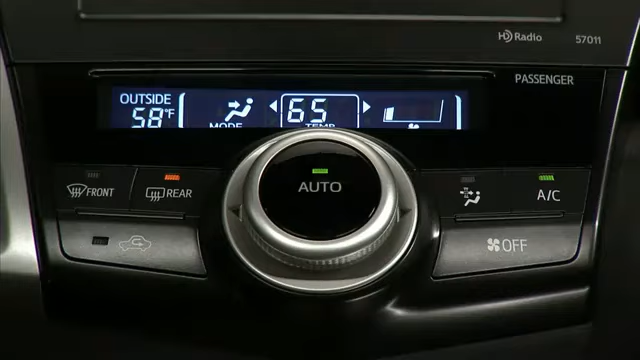 HD Radio 57011
PASSENGER
OUTSIDE
58°F
MODE
65
TEMP
AUTO
FRONT
REAR
A/C
OFF